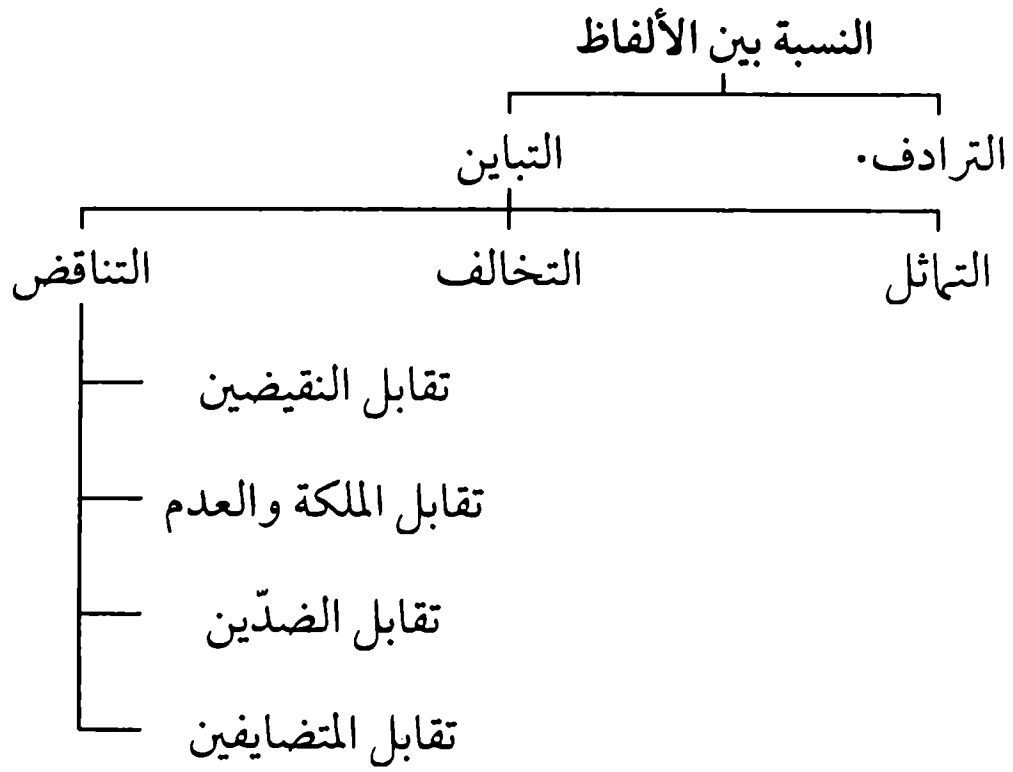 النسبة بين الألفاظ
الترادف.
التباين
التماثل
التخالف
التناقض
تقابل النقيضين
تقابل الملكة والعدم
تقابل الضدّين
تقابل المتضايفين